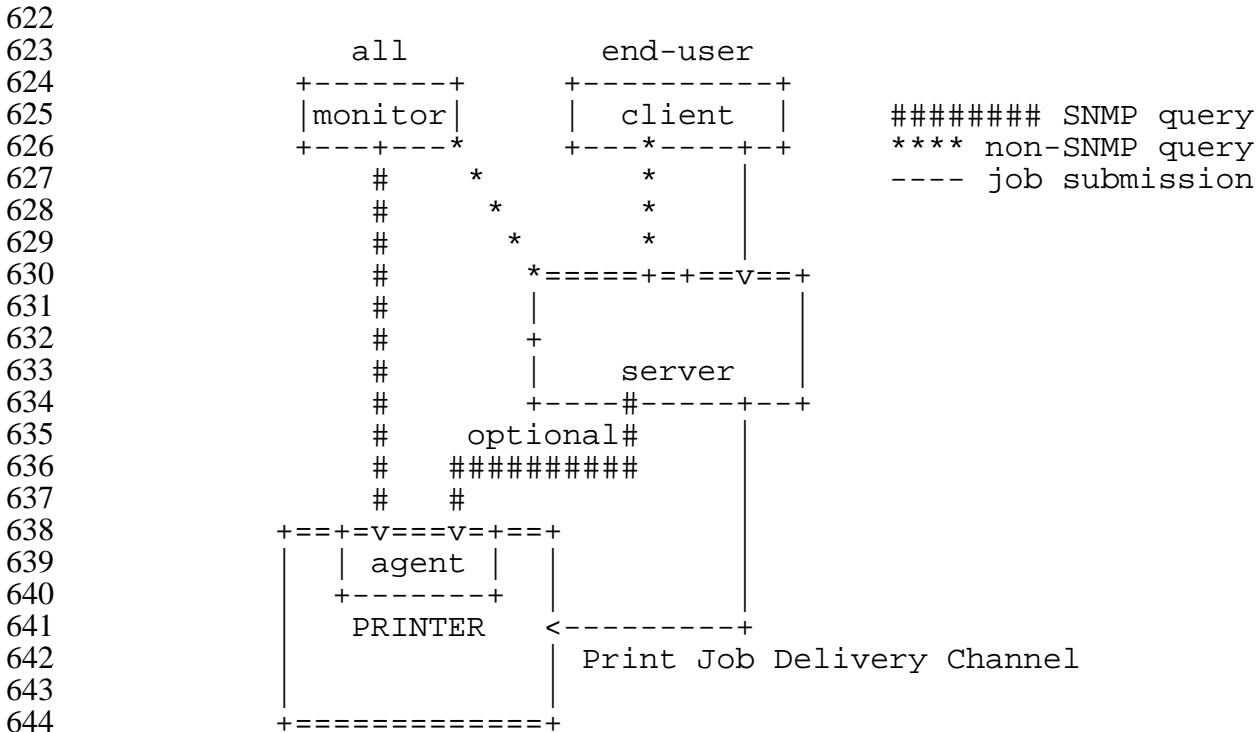 622
623 all end-user
624 +-------+ +----------+
625 |monitor| | client | ######## SNMP query
626 +---+---* +---*----+-+ **** non-SNMP query
627 # * * | ---- job submission
628 # * * |
629 # * * |
630 # *=====+=+==v==+
631 # | |
632 # + |
633 # | server |
634 # +----#-----+--+
635 # optional# |
636 # ########## |
637 # # |
638 +==+=v===v=+==+ |
639 | | agent | | |
640 | +-------+ | |
641 | PRINTER <---------+
642 | | Print Job Delivery Channel
643 | |
644 +=============+